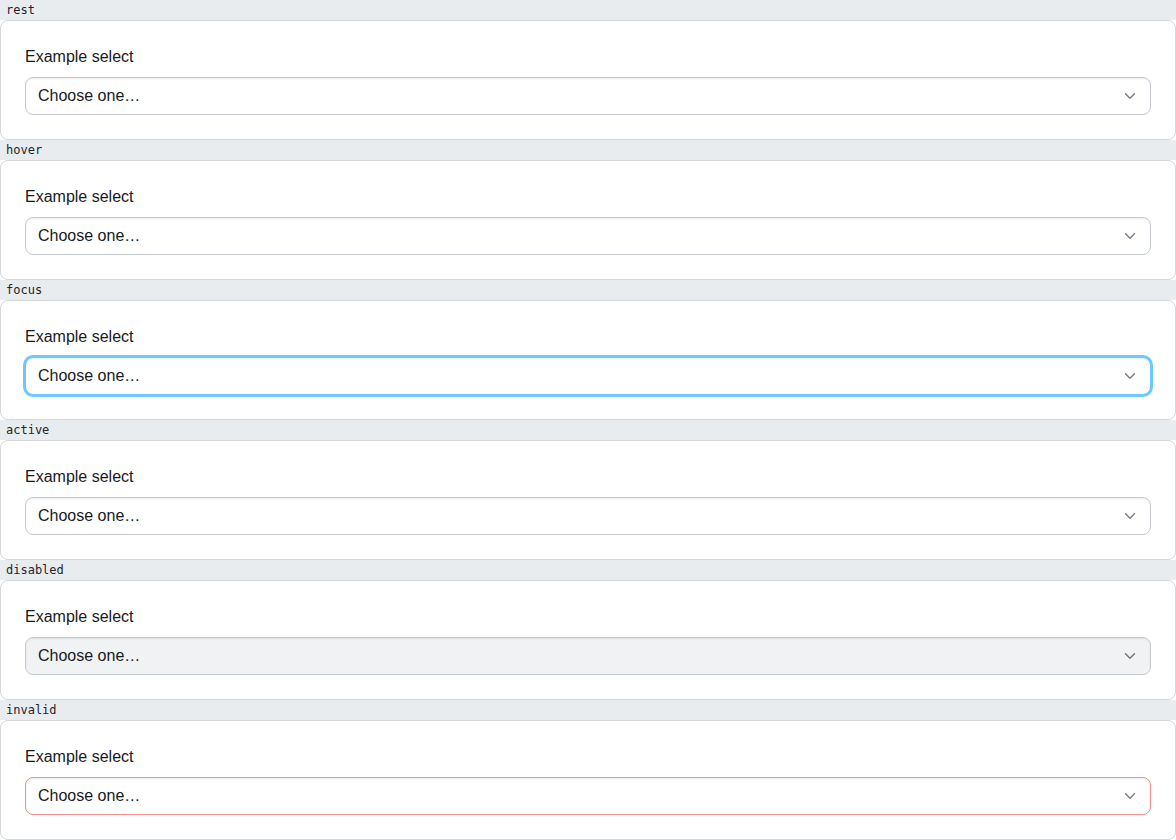 rest
Example select
Choose one…
hover
Example select
Choose one…
focus
Example select
Choose one…
active
Example select
Choose one…
disabled
Example select
Choose one…
invalid
Example select
Choose one…